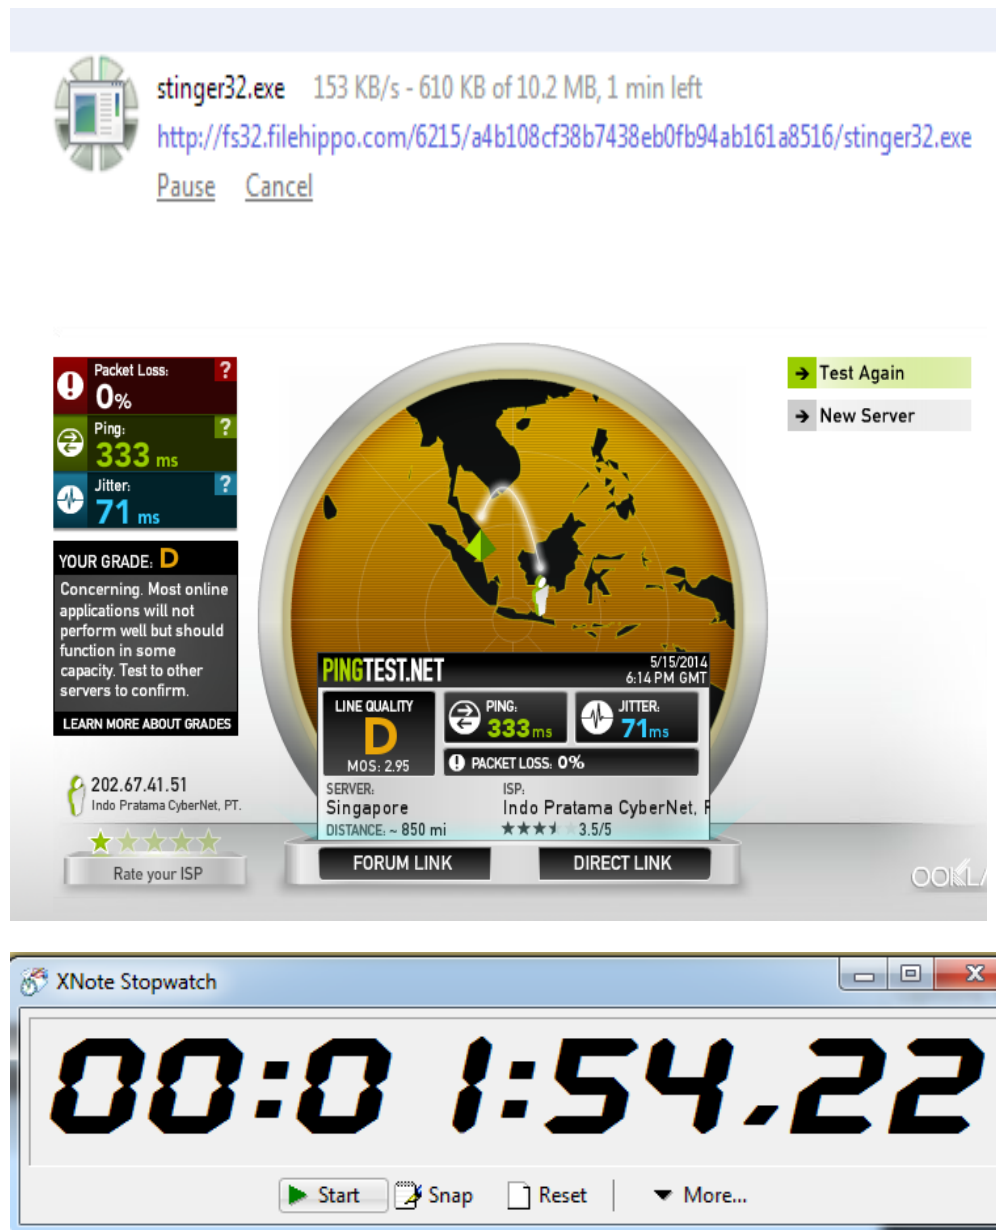 stinger32.exe 153 KB/s - 610 KB of 10.2 MB, 1 min left
http://fs32.filehippo.com/6215/a4b108cf38b7438eb0fb94ab161a8516/stinger32.exe
Pause Cancel
Packet Loss: ?
0%
Ping: ?
333 ms
Jitter: ?
71 ms
YOUR GRADE: D
Concerning. Most online
applications will not
perform well but should
function in some
capacity. Test to other
servers to confirm.
LEARN MORE ABOUT GRADES
202.67.41.51
Indo Pratama CyberNet, PT.
Rate your ISP
Test Again
New Server
PINGTEST.NET
5/15/2014
6:14 PM GMT
LINE QUALITY
D
MOS: 2.95
PING:
333 ms
JITTER:
71 ms
PACKET LOSS: 0%
SERVER:
Singapore
DISTANCE: ~ 850 mi
ISP:
Indo Pratama CyberNet,
3.5/5
FORUM LINK
DIRECT LINK
OOKLA
XNote Stopwatch
00:01:54.22
Start Snap Reset More...